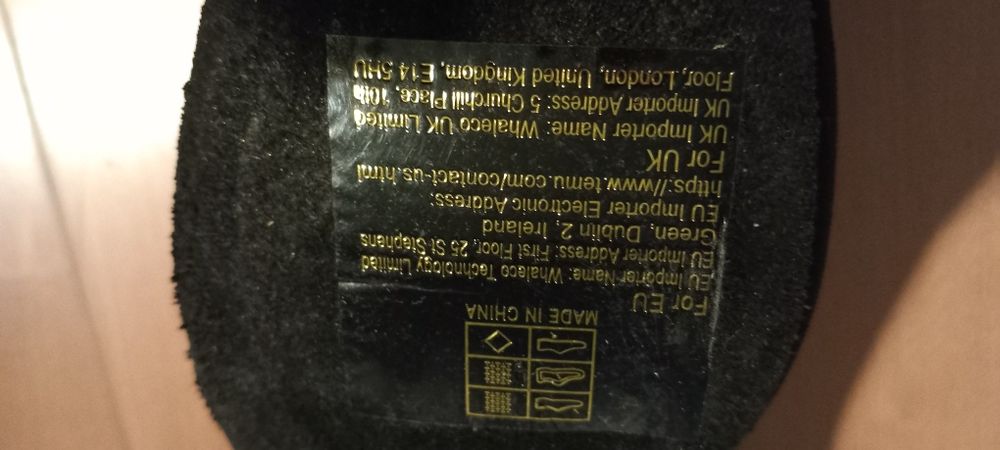 MADE IN CHINA
For EU
EU Importer Name: Whaleco Technology Limited
EU Importer Address: First Floor, 25 St Stephens
Green, Dublin 2, Ireland
EU Importer Electronic Address:
https://www.temu.com/contact-us.html
For UK
UK Importer Name: Whaleco UK Limited
UK Importer Address: 5 Churchill Place, 10th
Floor, London, United Kingdom, E14 5HU